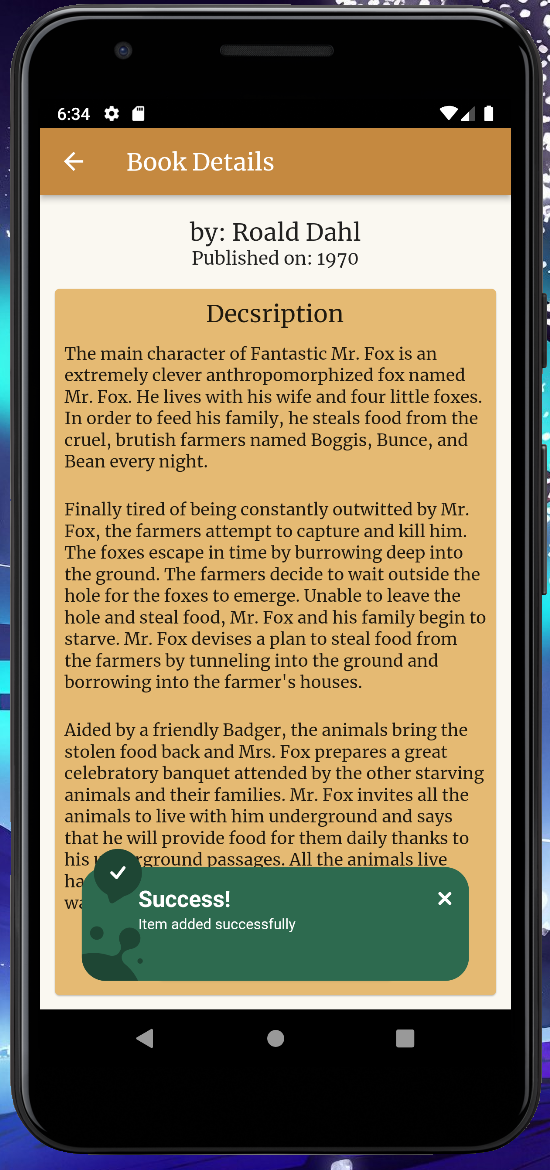 6:34
Book Details
by: Roald Dahl
Published on: 1970
Decsription
The main character of Fantastic Mr. Fox is an
extremely clever anthropomorphized fox named
Mr. Fox. He lives with his wife and four little foxes.
In order to feed his family, he steals food from the
cruel, brutish farmers named Boggis, Bunce, and
Bean every night.
Finally tired of being constantly outwitted by Mr.
Fox, the farmers attempt to capture and kill him.
The foxes escape in time by burrowing deep into
the ground. The farmers decide to wait outside the
hole for the foxes to emerge. Unable to leave the
hole and steal food, Mr. Fox and his family begin to
starve. Mr. Fox devises a plan to steal food from
the farmers by tunneling into the ground and
borrowing into the farmer's houses.
Aided by a friendly Badger, the animals bring the
stolen food back and Mrs. Fox prepares a great
celebratory banquet attended by the other starving
animals and their families. Mr. Fox invites all the
animals to live with him underground and says
that he will provide food for them daily thanks to
his passages. All the animals live
Success!
Item added successfully